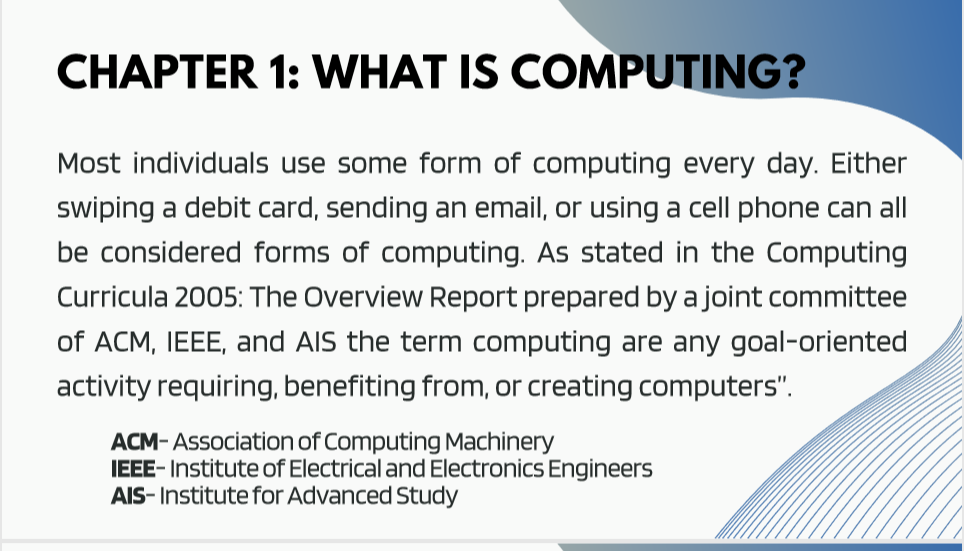 CHAPTER 1: WHAT IS COMPUTING?
Most individuals use some form of computing every day. Either
swiping a debit card, sending an email, or using a cell phone can all
be considered forms of computing. As stated in the Computing
Curricula 2005: The Overview Report prepared by a joint committee
of ACM, IEEE, and AIS the term computing are any goal-oriented
activity requiring, benefiting from, or creating computers”.
ACM- Association of Computing Machinery
IEEE- Institute of Electrical and Electronics Engineers
AIS- Institute for Advanced Study